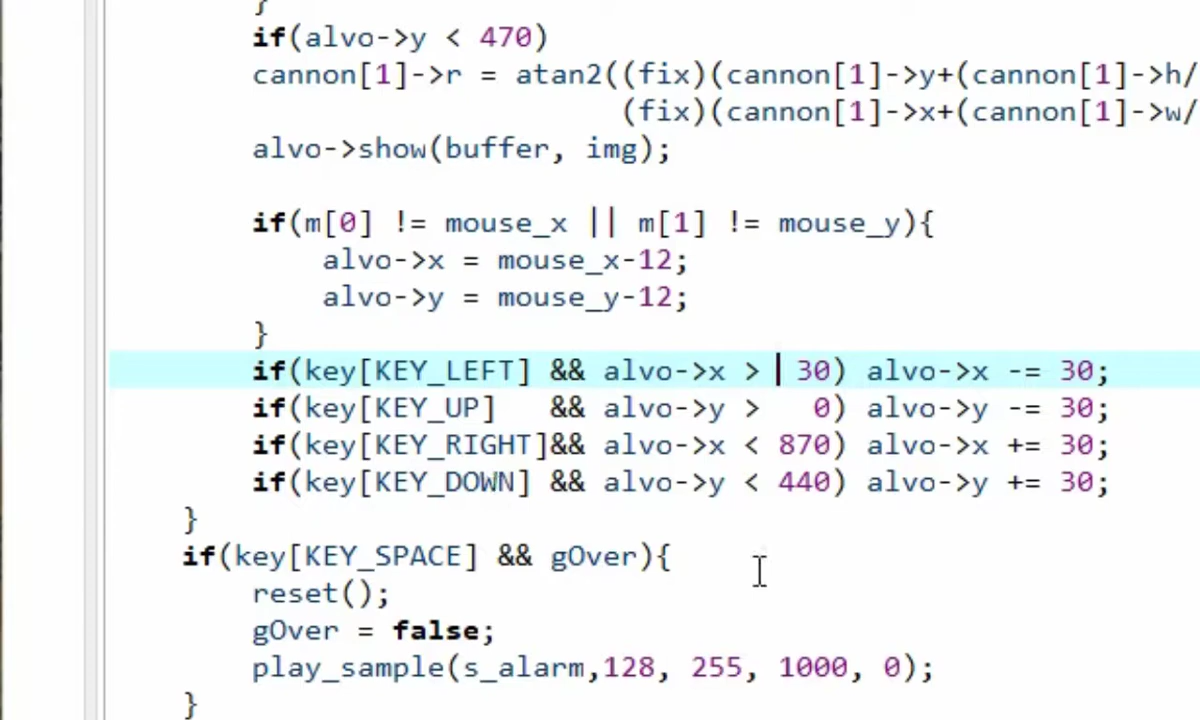 }
if(alvo->y < 470)
cannon[1]->r = atan2((fix)(cannon[1]->y+(cannon[1]->h/
(fix)(cannon[1]->x+(cannon[1]->w/
alvo->show(buffer, img);
if(m[0] != mouse_x || m[1] != mouse_y){
alvo->x = mouse_x-12;
alvo->y = mouse_y-12;
}
if(key[KEY_LEFT] && alvo->x > 30) alvo->x -= 30;
if(key[KEY_UP] && alvo->y > 0) alvo->y -= 30;
if(key[KEY_RIGHT]&& alvo->x < 870) alvo->x += 30;
if(key[KEY_DOWN] && alvo->y < 440) alvo->y += 30;
}
if(key[KEY_SPACE] && gOver){
reset();
gOver = false;
play_sample(s_alarm,128, 255, 1000, 0);
}